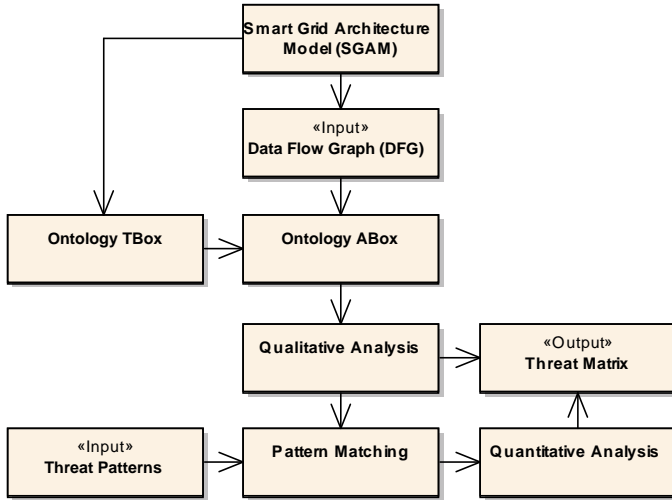 Smart Grid Architecture
Model (SGAM)
«Input»
Data Flow Graph (DFG)
Ontology TBox
Ontology ABox
Qualitative Analysis
«Output»
Threat Matrix
«Input»
Threat Patterns
Pattern Matching
Quantitative Analysis